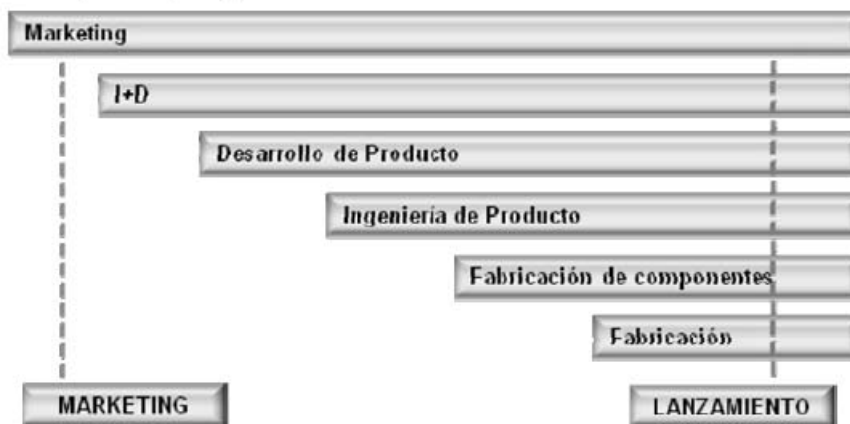 Marketing
I+D
Desarrollo de Producto
Ingeniería de Producto
Fabricación de componentes
Fabricación
MARKETING
LANZAMIENTO